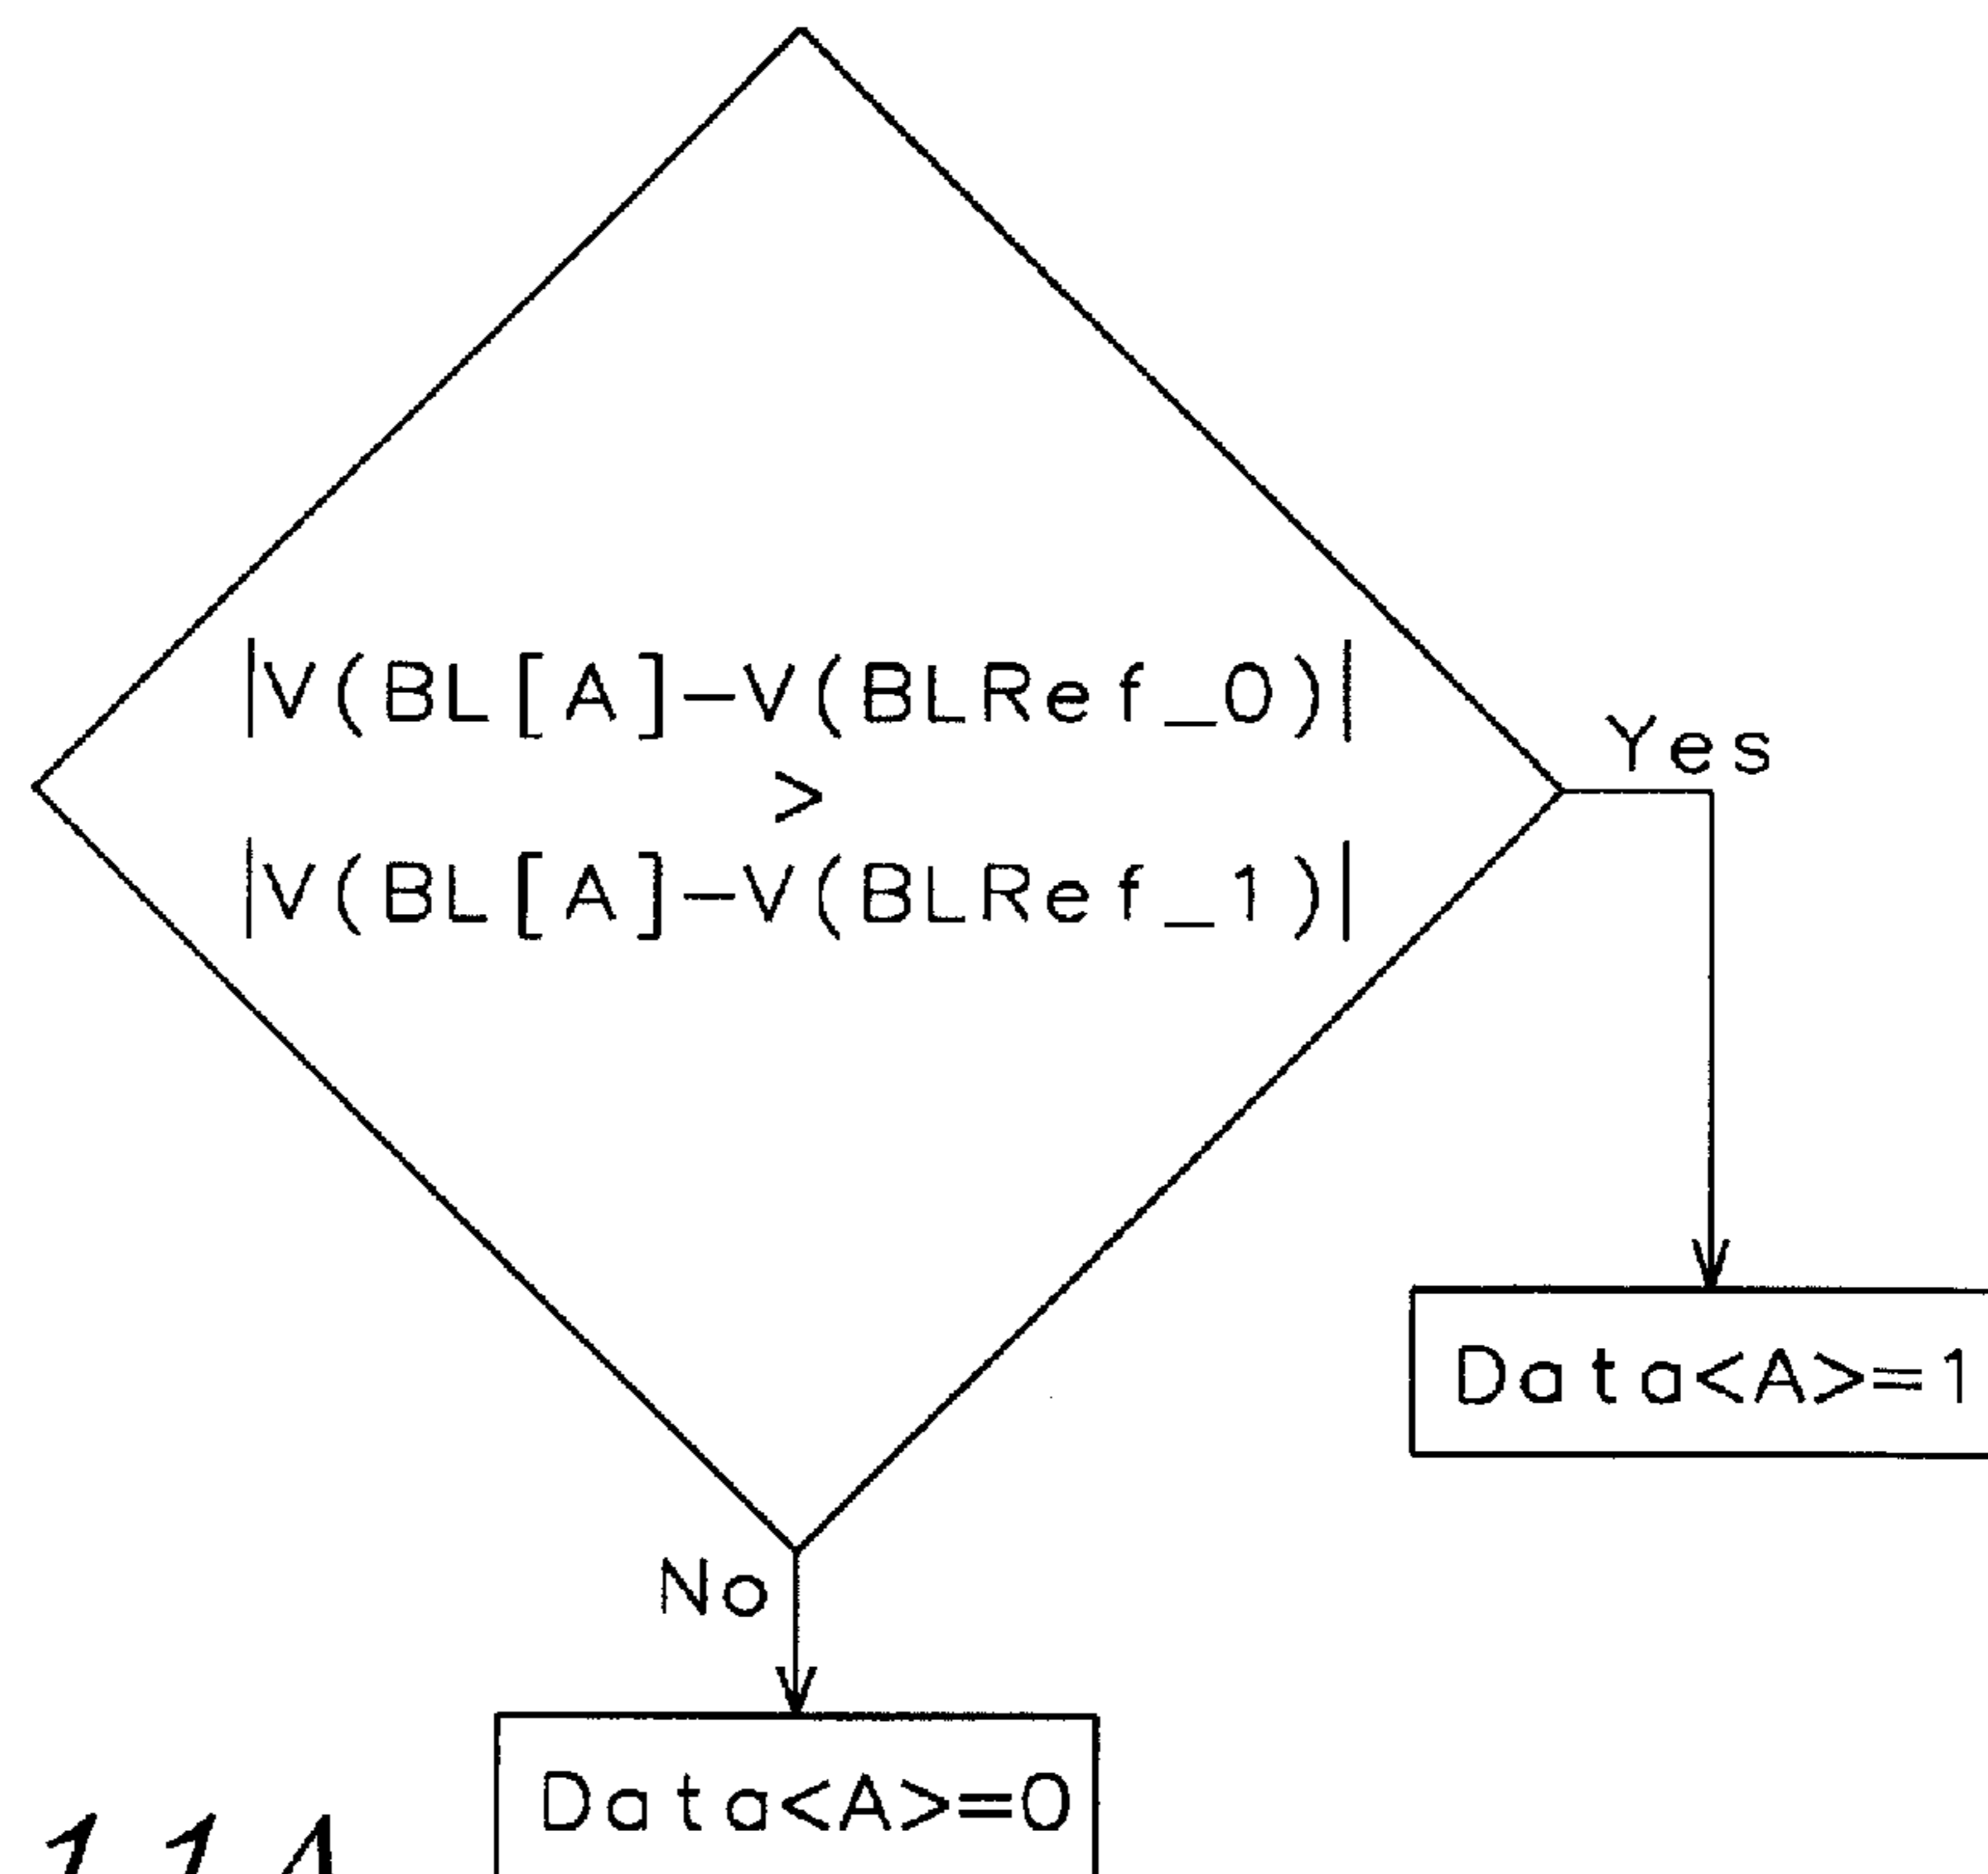 |V(BL[A]-V(BLRef_0)|
>
|V(BL[A]-V(BLRef_1)|
Yes
Data<A>=1
No
Data<A>=0